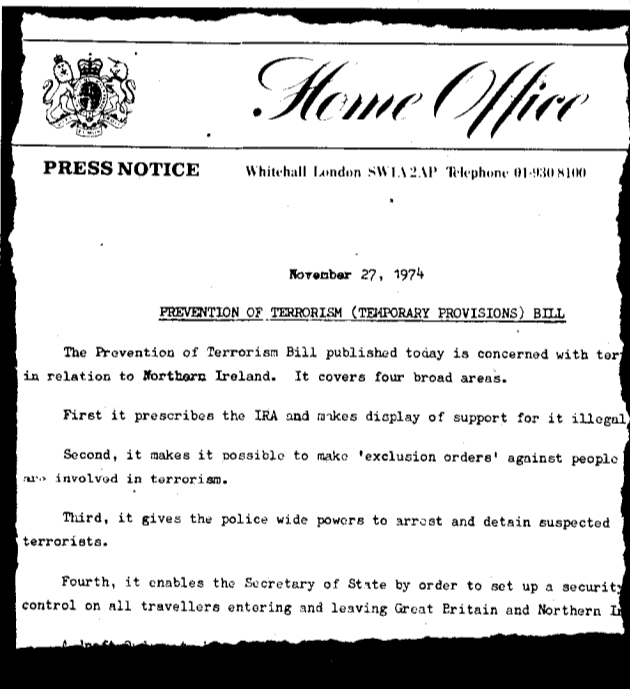 Home Office
PRESS NOTICE Whitehall London SW1A 2AP Telephone 01-930 8100
November 27, 1974
PREVENTION OF TERRORISM (TEMPORARY PROVISIONS) BILL
The Prevention of Terrorism Bill published today is concerned with ter
in relation to Northern Ireland. It covers four broad areas.
First it prescribes the IRA and makes display of support for it illegal
Second, it makes it possible to make 'exclusion orders' against people
are involved in terrorism.
Third, it gives the police wide powers to arrest and detain suspected
terrorists.
Fourth, it enables the Secretary of State by order to set up a security
control on all travellers entering and leaving Great Britain and Northern I